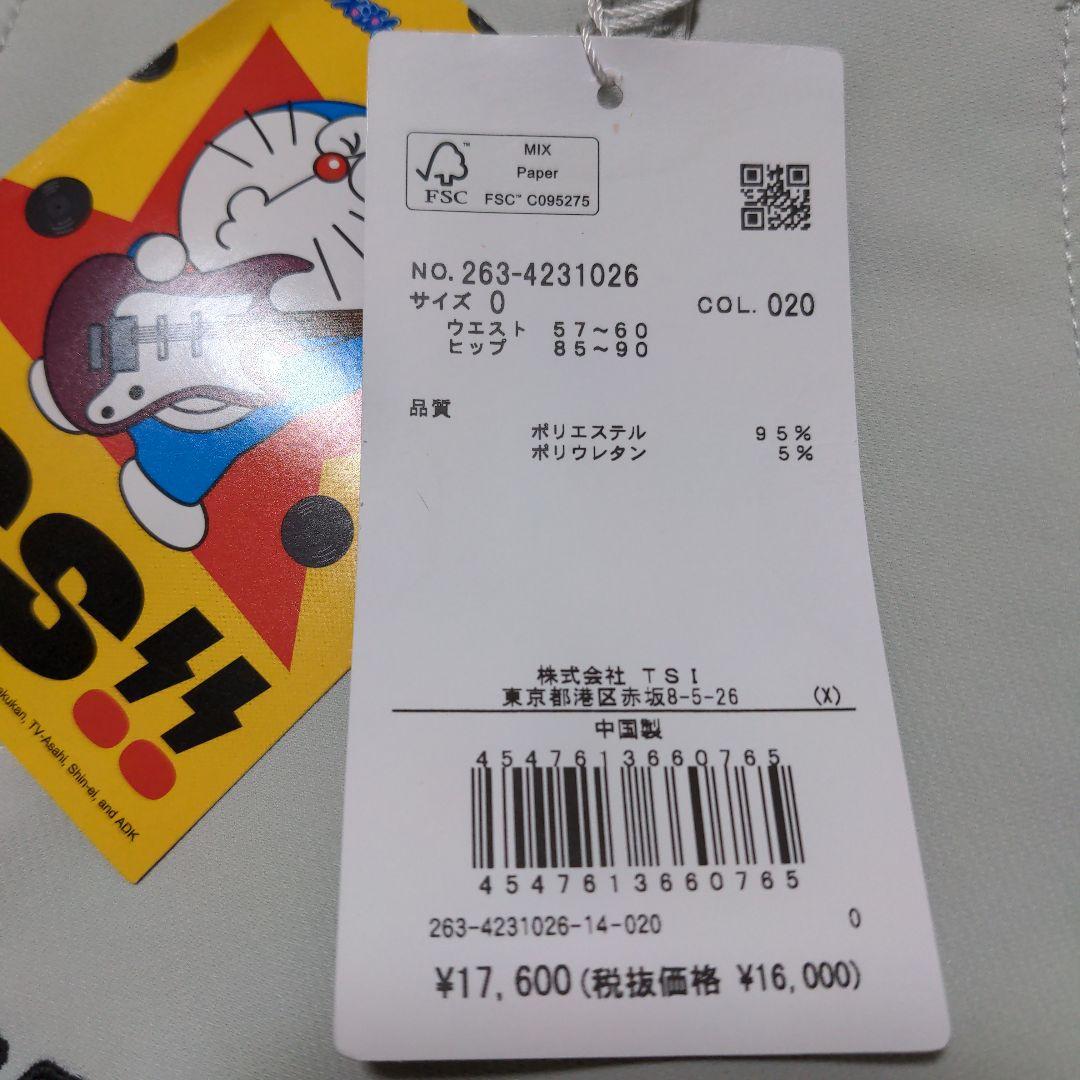 MIX
Paper
FSC™ C095275
FSC™
NO. 263-4231026
サイズ 0
COL. 020
ウエスト 57~60
ヒップ 85~90
品質
ポリエステル 95%
ポリウレタン 5%
株式会社 TSI
東京都港区赤坂8-5-26 (X)
中国製
4547613660765
4547613660765
263-4231026-14-020 0
¥17,600(税抜価格 ¥16,000)
S!!
TV-Asahi, Shin-ei, and ADK